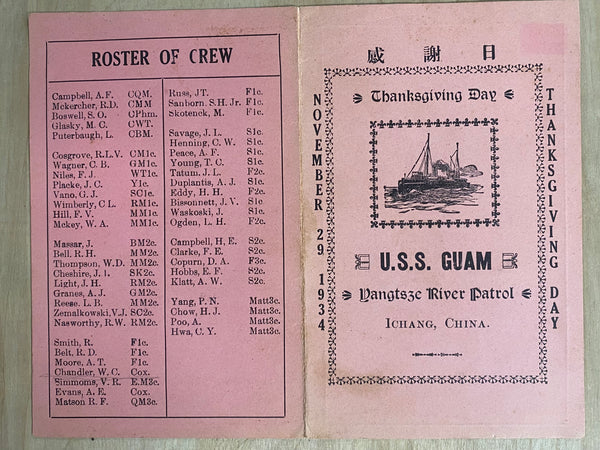 ROSTER OF CREW
Campbell, A.F. CQM.
Mckercher, R.D. CMM
Boswell, S. O. CPhm.
Glasky, M. C. CWT.
Puterbaugh, L. CBM.
Cosgrove, R.L.V. CM1c.
Wagner, C. B. GM1c.
Niles, F. J. WT1c.
Placke, J. C. Y1c.
Vano, G. J. SC1c.
Wimberly, C L. RM1c.
Hill, F. V. MM1c.
Mckey, W. A. MM1c.
Massar, J. BM2c.
Bell, R. H. MM2c.
Thompson, W.D. MM2c.
Cheshire, J. 1. SK2c.
Light, J. H. RM2c.
Granes, A. J. GM2c.
Reese. L. B. MM2c.
Zemalkowski,V.J. SC2c.
Nasworthy, R.W. RM2c.
Smith, R. F1c.
Belt, R. D. F1c.
Moore, A. T. F1c.
Chandler, W. C. Cox.
Simmoms, V. R. E.M3c.
Evans, A. E. Cox.
Matson R. F. QM3c.
Russ, J.T. F1c.
Sanborn. S.H. Jr. F1c.
Skotenck, M. F1c.
Savage, J. L. S1c.
Henning, C. W. S1c.
Peace, A. F. S1c.
Young, T. C. S1c.
Tatum. J. L. F2c.
Duplantis, A. J. S1c.
Eddy, H. H. F2c.
Bissonnett, J. V. S1c.
Waskoski, J. S1c.
Ogden, L. H. F2c.
Campbell, H, E. S2c.
Clarke, F. E. S2c.
Copurn, D. A. F3c.
Hobbs, E. F. S2c.
Klatt, A. W. S2c.
Yang, P. N. Matt3c.
Chow, H. J. Matt3c.
Poo, A. Matt3c.
Hwa, C. Y. Matt3c.
感謝日
NOVEMBER 29 1934
Thanksgiving Day
U.S.S. GUAM
Yangtsze River Patrol
ICHANG, CHINA.
THANKSGIVING DAY